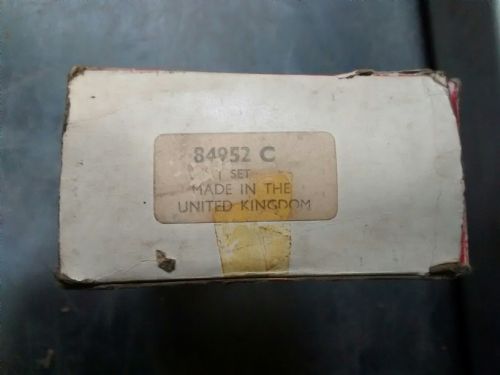 84952 C
1 SET
MADE IN THE
UNITED KINGDOM